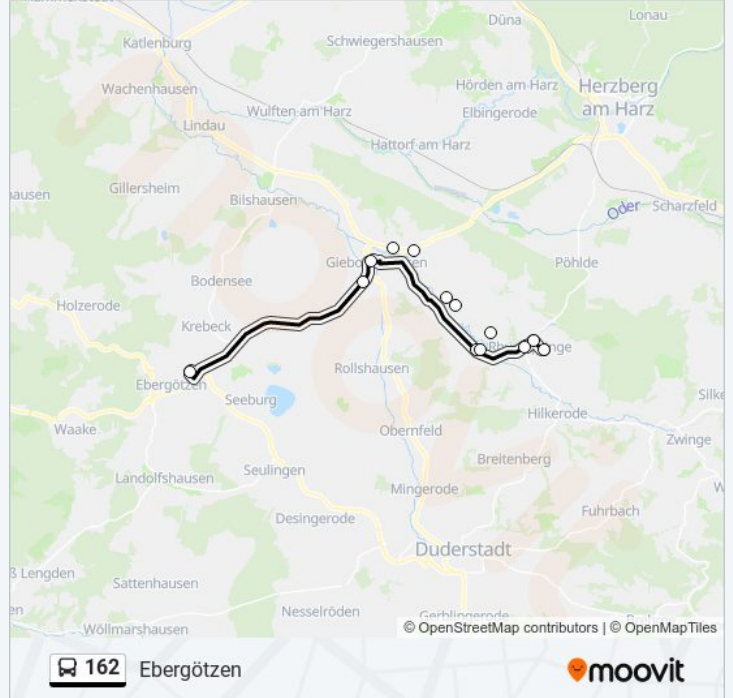 Düna
Lonau
Katlenburg
Schwiegershausen
Wachenhausen
Hörden am Harz
Herzberg
am Harz
Wulften am Harz
Elbingerode
Lindau
Hattorf am Harz
Gillersheim
Bilshausen
Oder
Scharzfeld
Pöhlde
Bodensee
Holzerode
Krebeck
Rollshausen
Ebergötzen
Seeburg
Hilkerode
Waake
Obernfeld
Zwinge
Breitenberg
Seulingen
Landolfshausen
Mingerode
Fuhrbach
Desingerode
Duderstadt
ß Lengden
Sattenhausen
Nesselröden
Gerblingerode
Wöllmarshausen
© OpenStreetMap contributors | © OpenMapTiles
162 Ebergötzen
moovit